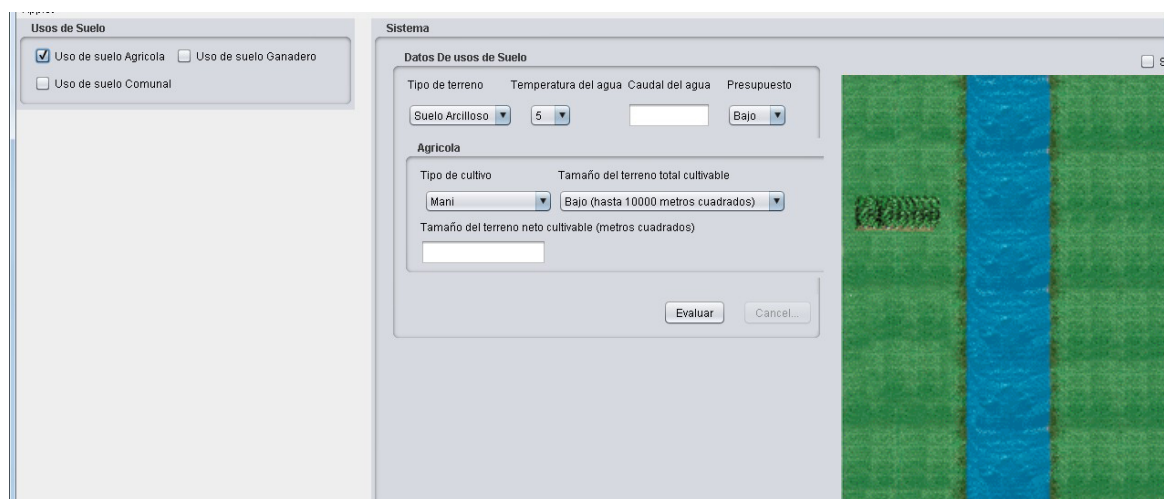 Usos de Suelo
Uso de suelo Agricola Uso de suelo Ganadero
Uso de suelo Comunal
Sistema
Datos De usos de Suelo
Tipo de terreno Temperatura del agua Caudal del agua Presupuesto
Suelo Arcilloso 5 Bajo
Agricola
Tipo de cultivo Tamaño del terreno total cultivable
Mani Bajo (hasta 10000 metros cuadrados)
Tamaño del terreno neto cultivable (metros cuadrados)
Evaluar Cancel...